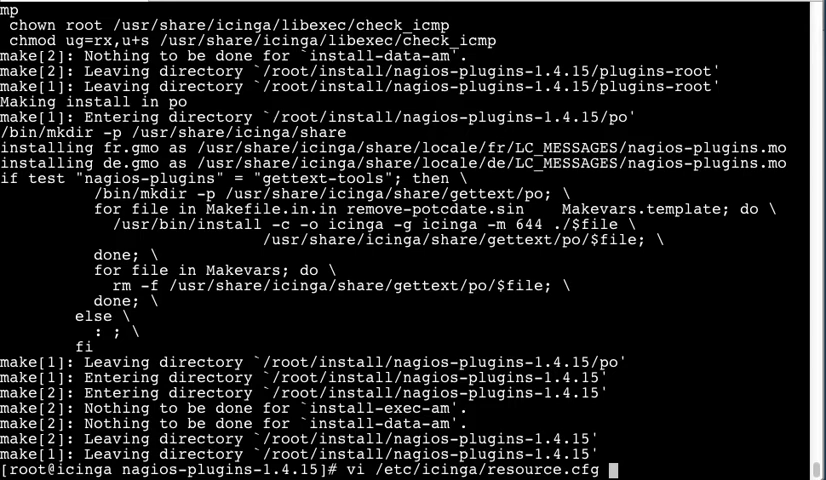 mp
 chown root /usr/share/icinga/libexec/check_icmp
 chmod ug=rx,u+s /usr/share/icinga/libexec/check_icmp
make[2]: Nothing to be done for `install-data-am'.
make[2]: Leaving directory `/root/install/nagios-plugins-1.4.15/plugins-root'
make[1]: Leaving directory `/root/install/nagios-plugins-1.4.15/plugins-root'
Making install in po
make[1]: Entering directory `/root/install/nagios-plugins-1.4.15/po'
/bin/mkdir -p /usr/share/icinga/share
installing fr.gmo as /usr/share/icinga/share/locale/fr/LC_MESSAGES/nagios-plugins.mo
installing de.gmo as /usr/share/icinga/share/locale/de/LC_MESSAGES/nagios-plugins.mo
if test "nagios-plugins" = "gettext-tools"; then \
          /bin/mkdir -p /usr/share/icinga/share/gettext/po; \
          for file in Makefile.in.in remove-potcdate.sin    Makevars.template; do \
            /usr/bin/install -c -o icinga -g icinga -m 644 ./$file \
                            /usr/share/icinga/share/gettext/po/$file; \
          done; \
          for file in Makevars; do \
            rm -f /usr/share/icinga/share/gettext/po/$file; \
          done; \
        else \
          : ; \
        fi
make[1]: Leaving directory `/root/install/nagios-plugins-1.4.15/po'
make[1]: Entering directory `/root/install/nagios-plugins-1.4.15'
make[2]: Entering directory `/root/install/nagios-plugins-1.4.15'
make[2]: Nothing to be done for `install-exec-am'.
make[2]: Nothing to be done for `install-data-am'.
make[2]: Leaving directory `/root/install/nagios-plugins-1.4.15'
make[1]: Leaving directory `/root/install/nagios-plugins-1.4.15'
[root@icinga nagios-plugins-1.4.15]# vi /etc/icinga/resource.cfg